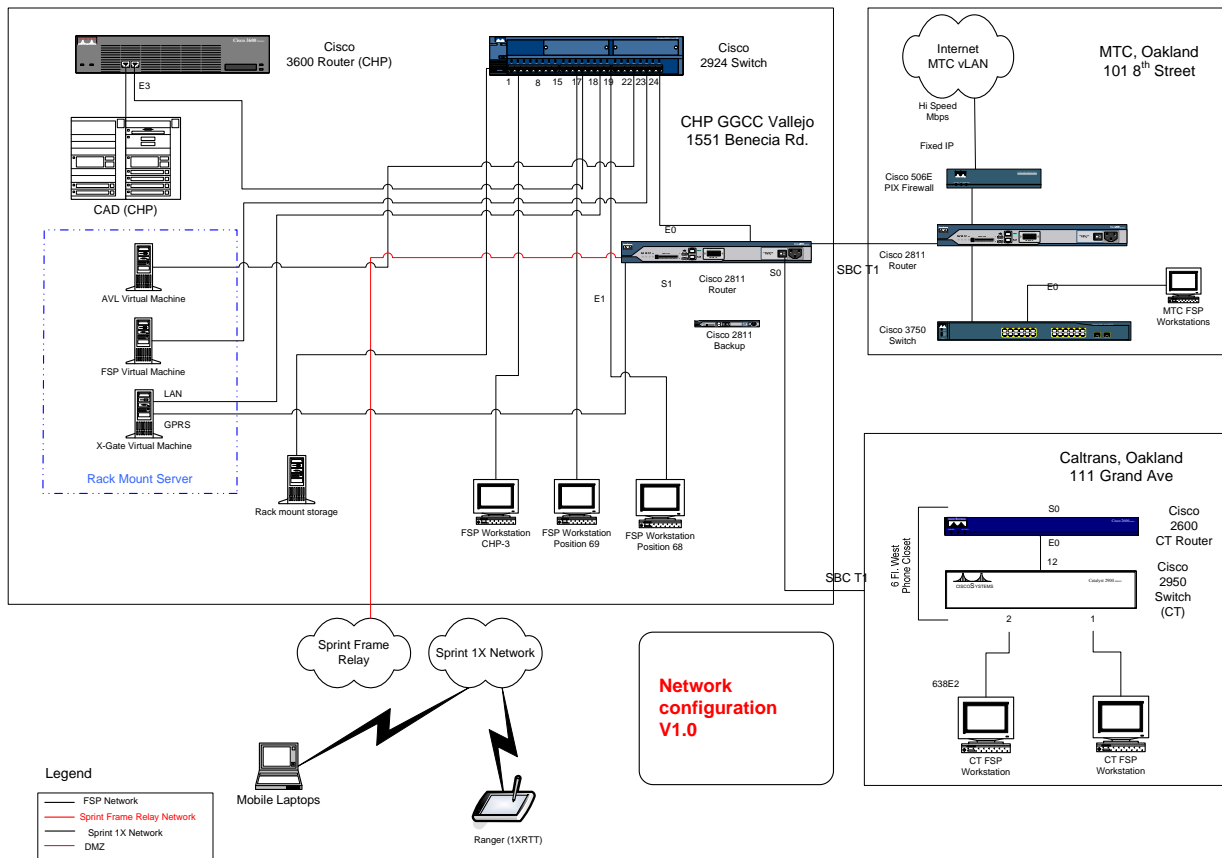 Cisco
3600 Router (CHP)
E3
CAD (CHP)
Cisco
2924 Switch
1 8 15 17 18 19 22 23 24
CHP GGCC Vallejo
1551 Benecia Rd.
AVL Virtual Machine
FSP Virtual Machine
LAN
GPRS
X-Gate Virtual Machine
Rack Mount Server
Rack mount storage
E0
S0
S1
E1
Cisco 2811
Router
Cisco 2811
Backup
FSP Workstation
CHP-3
FSP Workstation
Position 69
FSP Workstation
Position 68
SBC T1
SBC T1
Internet
MTC vLAN
MTC, Oakland
101 8th Street
Hi Speed
Mbps
Fixed IP
Cisco 506E
PIX Firewall
Cisco 2811
Router
E0
MTC FSP
Workstations
Cisco 3750
Switch
Caltrans, Oakland
111 Grand Ave
S0
Cisco
2600
CT Router
E0
12
Cisco
2950
Switch
(CT)
CISCOSYSTEMS
6 Fl. West
Phone Closet
2
1
638E2
CT FSP
Workstation
CT FSP
Workstation
Sprint Frame
Relay
Sprint 1X Network
Network
configuration
V1.0
Mobile Laptops
Ranger (1XRTT)
Legend
FSP Network
Sprint Frame Relay Network
Sprint 1X Network
DMZ